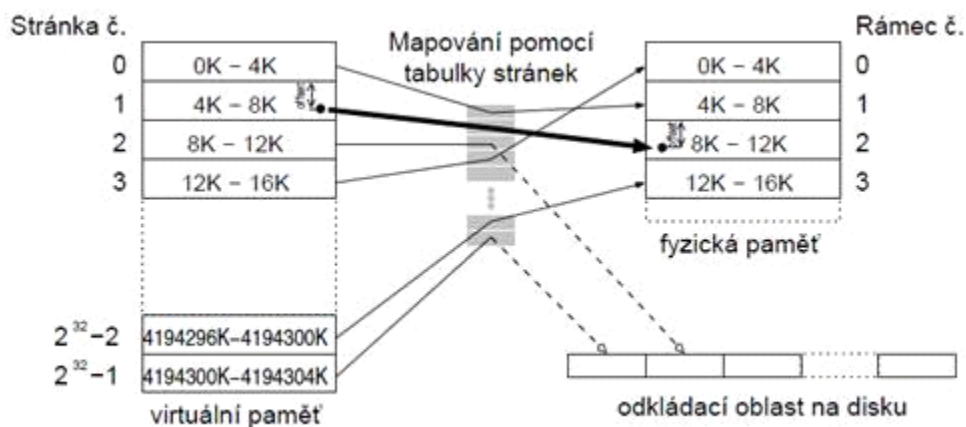 Stránka č.
0
1
2
3
0K – 4K
4K – 8K
8K – 12K
12K – 16K
offset
2^32–2
2^32–1
4194296K–4194300K
4194300K–4194304K
virtuální paměť
Mapování pomocí
tabulky stránek
Rámec č.
0K – 4K
4K – 8K
8K – 12K
12K – 16K
offset
0
1
2
3
fyzická paměť
odkládací oblast na disku